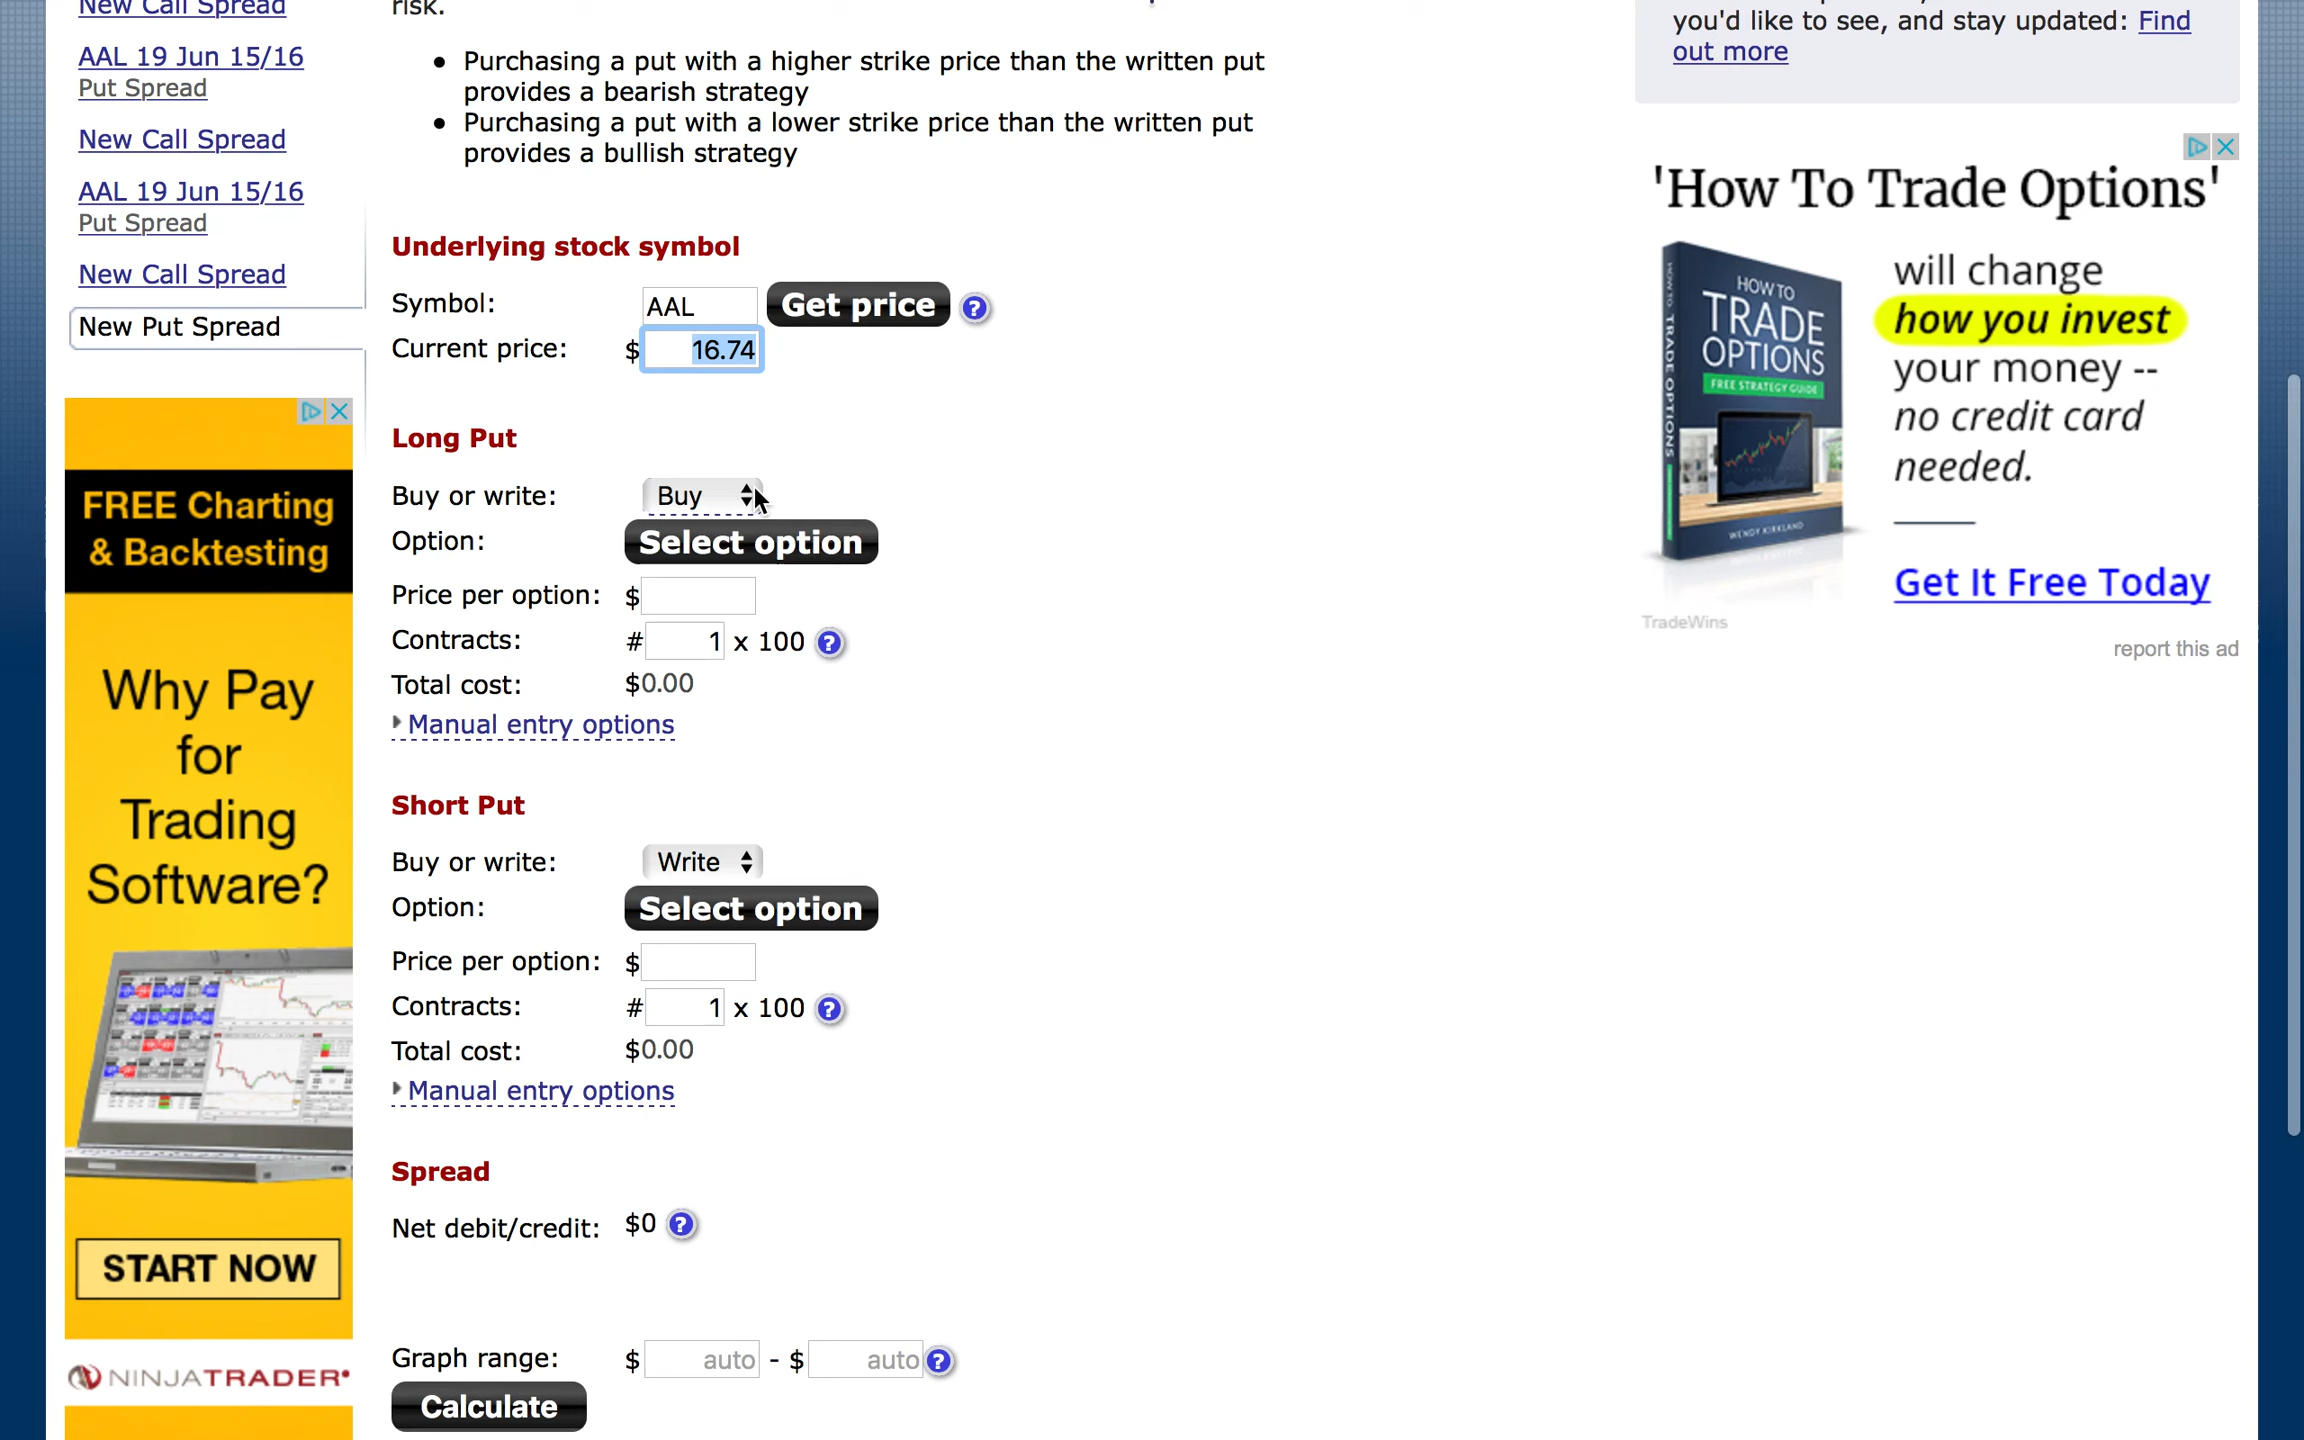 New Call Spread
AAL 19 Jun 15/16
Put Spread
New Call Spread
AAL 19 Jun 15/16
Put Spread
New Call Spread
New Put Spread
FREE Charting
& Backtesting
Why Pay
for
Trading
Software?
START NOW
NINJATRADER
risk.
• Purchasing a put with a higher strike price than the written put
provides a bearish strategy
• Purchasing a put with a lower strike price than the written put
provides a bullish strategy
Underlying stock symbol
Symbol: AAL Get price ?
Current price: $ 16.74
Long Put
Buy or write: Buy
Option: Select option
Price per option: $
Contracts: # 1 x 100 ?
Total cost: $0.00
Manual entry options
Short Put
Buy or write: Write
Option: Select option
Price per option: $
Contracts: # 1 x 100 ?
Total cost: $0.00
Manual entry options
Spread
Net debit/credit: $0 ?
Graph range: $ auto - $ auto ?
Calculate
you'd like to see, and stay updated: Find
out more
'How To Trade Options'
HOW TO TRADE OPTIONS
HOW TO
TRADE
OPTIONS
FREE STRATEGY GUIDE
WENDY KIRKLAND
will change
how you invest
your money --
no credit card
needed.
Get It Free Today
TradeWins
report this ad